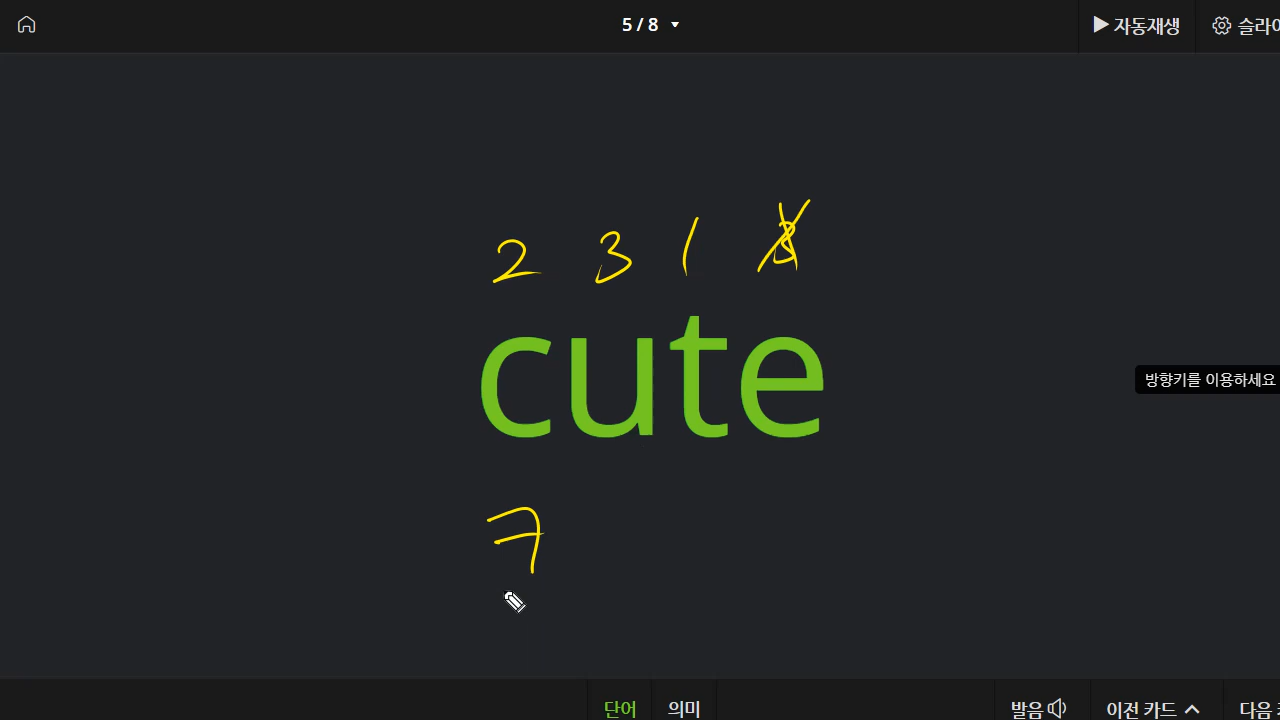 5 / 8
자동재생
슬라이
2 3 1
cute
방향키를 이용하세요
ㅋ
단어 의미
발음
이전 카드
다음